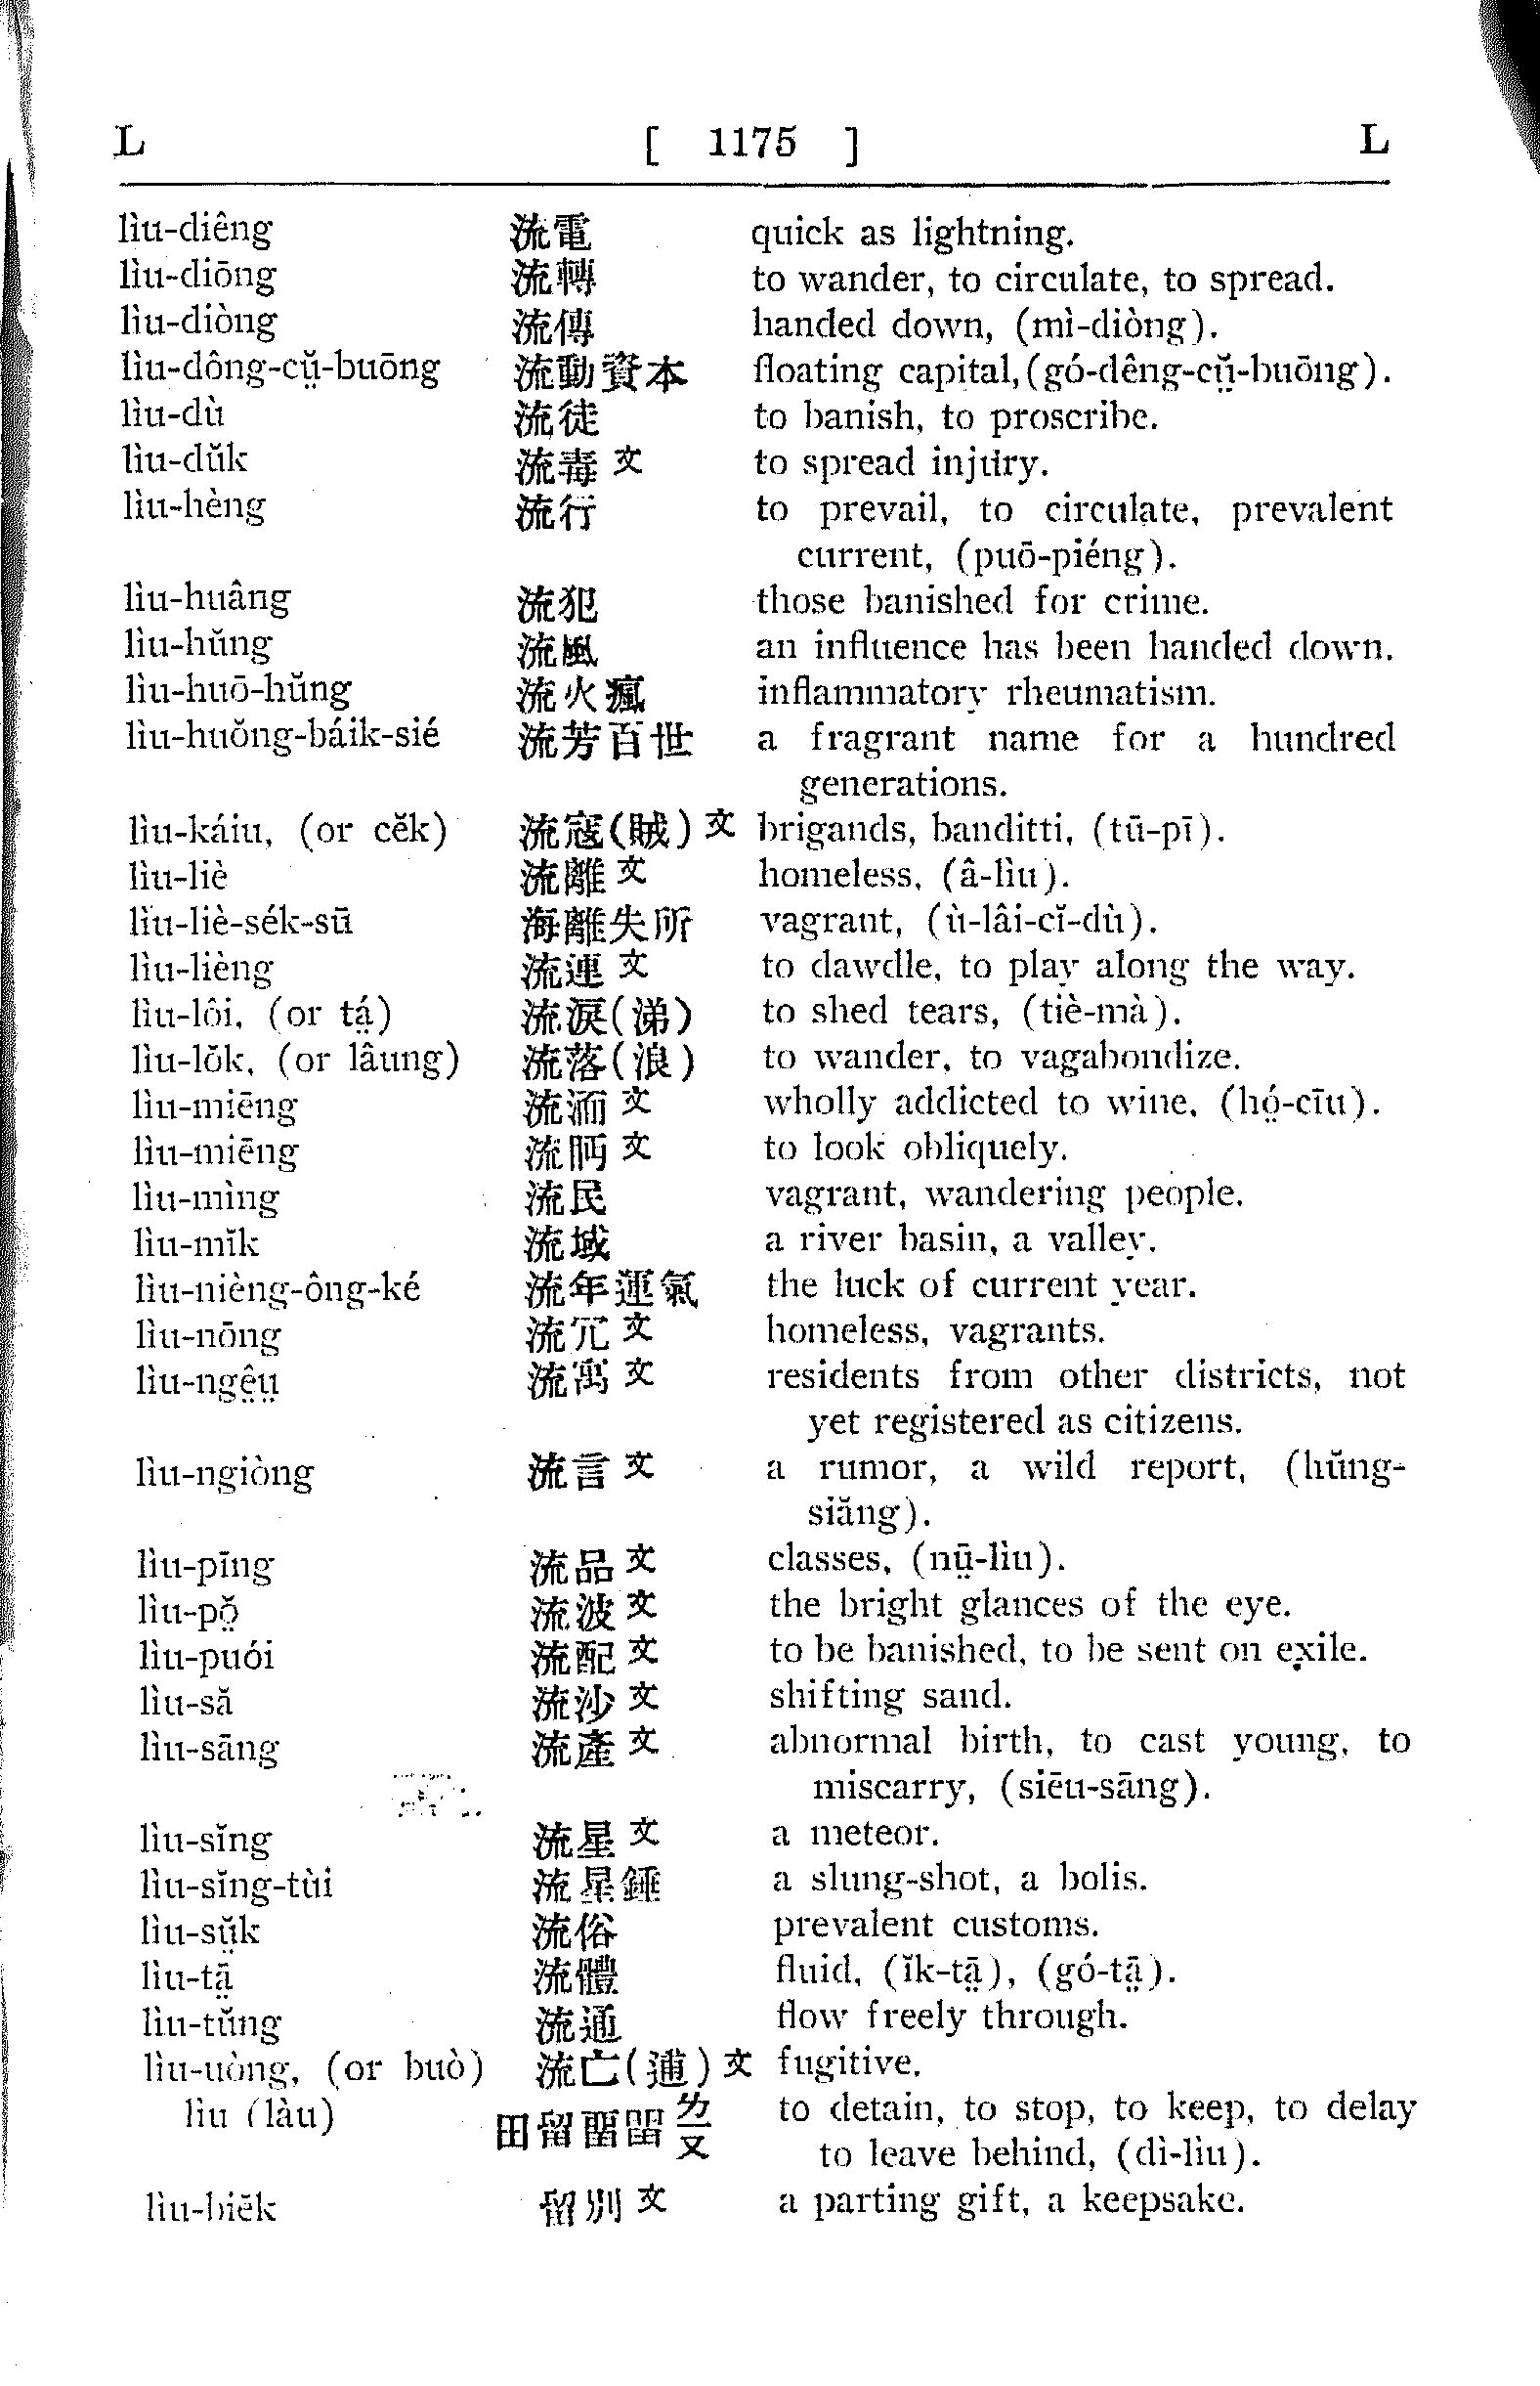 L [ 1175 ] L
lìu-diêng 流電 quick as lightning.
lìu-diōng 流轉 to wander, to circulate, to spread.
lìu-diòng 流傳 handed down, (mì-diòng).
lìu-dông-cṳ̆-buōng 流動資本 floating capital, (gó-dêng-cṳ̆-buōng).
lìu-dù 流徒 to banish, to proscribe.
lìu-dŭk 流毒文 to spread injury.
lìu-hèng 流行 to prevail, to circulate, prevalent
current, (puō-piéng).
lìu-huâng 流犯 those banished for crime.
lìu-hŭng 流風 an influence has been handed down.
lìu-huō-hŭng 流火瘋 inflammatory rheumatism.
lìu-huŏng-báik-sié 流芳百世 a fragrant name for a hundred
generations.
lìu-káiu, (or cĕk) 流寇(賊)文 brigands, banditti, (tū-pī).
lìu-liè 流離文 homeless, (â-lìu).
lìu-liè-sék-sū 海離失所 vagrant, (ù-lâi-cĭ-dù).
lìu-lièng 流連文 to dawdle, to play along the way.
lìu-lôi, (or tá̤) 流淚(涕) to shed tears, (tiè-mà).
lìu-lŏk, (or lâung) 流落(浪) to wander, to vagabondize.
lìu-miēng 流湎文 wholly addicted to wine, (hó̤-cīu).
lìu-miēng 流眄文 to look obliquely.
lìu-mìng 流民 vagrant, wandering people.
lìu-mĭk 流域 a river basin, a valley.
lìu-nièng-ông-ké 流年運氣 the luck of current year.
lìu-nōng 流冗文 homeless, vagrants.
lìu-ngê̤ṳ 流寓文 residents from other districts, not
yet registered as citizens.
lìu-ngiòng 流言文 a rumor, a wild report, (hŭng-
siăng).
lìu-pīng 流品文 classes, (nṳ̄-lìu).
lìu-pŏ̤ 流波文 the bright glances of the eye.
lìu-puói 流配文 to be banished, to be sent on exile.
lìu-să 流沙文 shifting sand.
lìu-sāng 流產文 abnormal birth, to cast young, to
miscarry, (siēu-sāng).
lìu-sĭng 流星文 a meteor.
lìu-sĭng-tùi 流星錘 a slung-shot, a bolis.
lìu-sṳ̆k 流俗 prevalent customs.
lìu-tā̤ 流體 fluid, (ĭk-tā̤), (gó-tā̤).
lìu-tŭng 流通 flow freely through.
lìu-uòng, (or buò) 流亡(逋)文 fugitive.
lìu (làu) 田留畱㽞ㄌㄡ to detain, to stop, to keep, to delay
to leave behind, (dì-lìu).
lìu-biĕk 留別文 a parting gift, a keepsake.